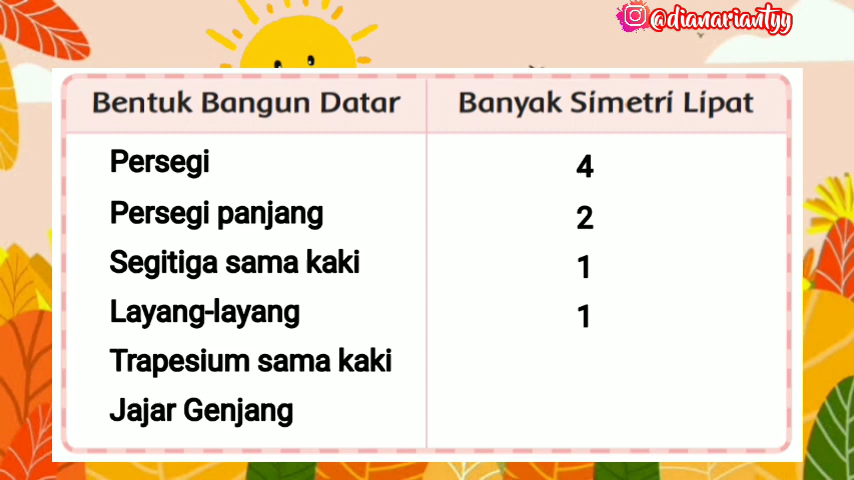 @dianariantyy
Bentuk Bangun Datar Banyak Simetri Lipat
Persegi 4
Persegi panjang 2
Segitiga sama kaki 1
Layang-layang 1
Trapesium sama kaki
Jajar Genjang